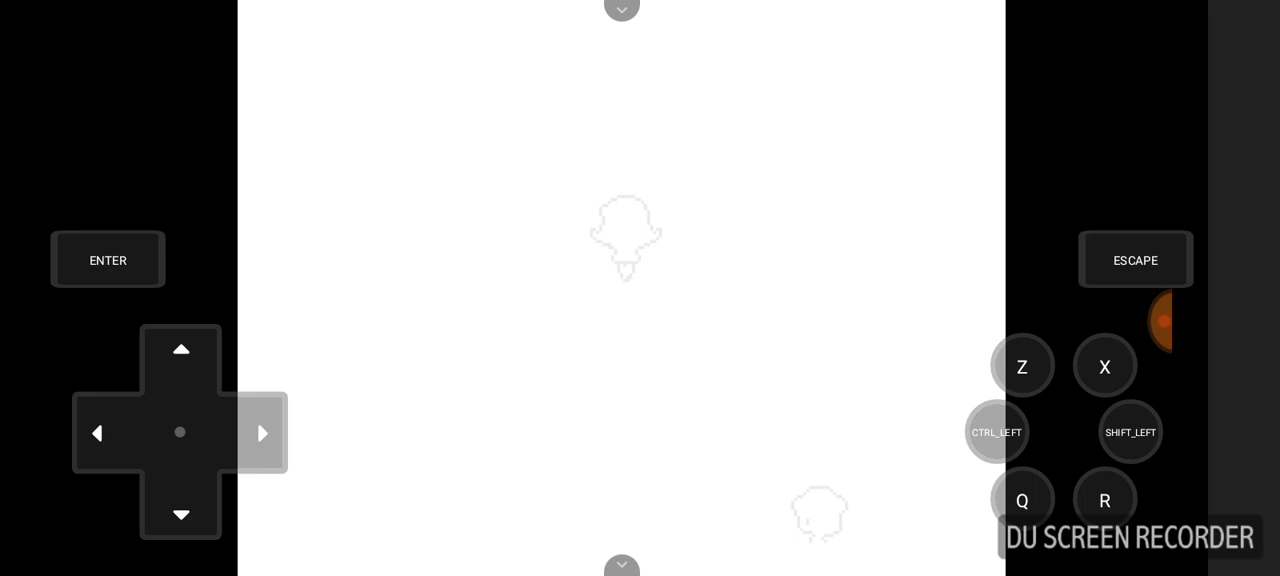 ENTER
ESCAPE
Z
X
CTRL_LEFT
SHIFT_LEFT
Q
R
DU SCREEN RECORDER